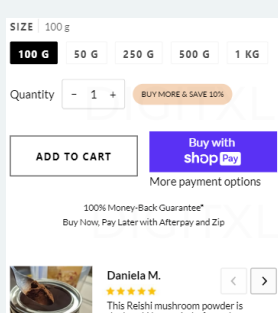 SIZE 100 g
100 G 50 G 250 G 500 G 1 KG
Quantity - 1 + BUY MORE & SAVE 10%
ADD TO CART
Buy with
shop Pay
More payment options
100% Money-Back Guarantee*
Buy Now, Pay Later with Afterpay and Zip
Daniela M.
This Reishi mushroom powder is